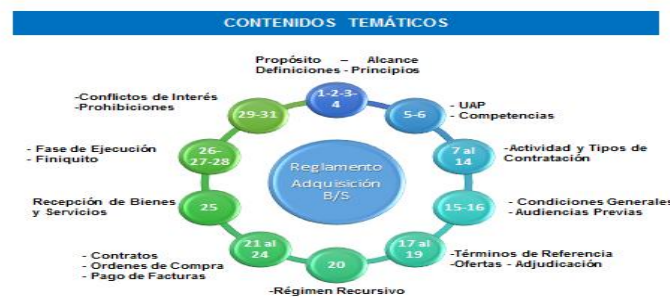 CONTENIDOS TEMÁTICOS
Propósito – Alcance
Definiciones - Principios
1-2-3-
4
- UAP
- Competencias
5-6
-Actividad y Tipos de
Contratación
7 al
14
- Condiciones Generales
- Audiencias Previas
15-16
-Términos de Referencia
-Ofertas - Adjudicación
17 al
19
-Régimen Recursivo
20
- Contratos
- Ordenes de Compra
- Pago de Facturas
21 al
24
Recepción de Bienes
y Servicios
25
- Fase de Ejecución
- Finiquito
26-
27-28
-Conflictos de Interés
-Prohibiciones
29-31
Reglamento
Adquisición
B/S